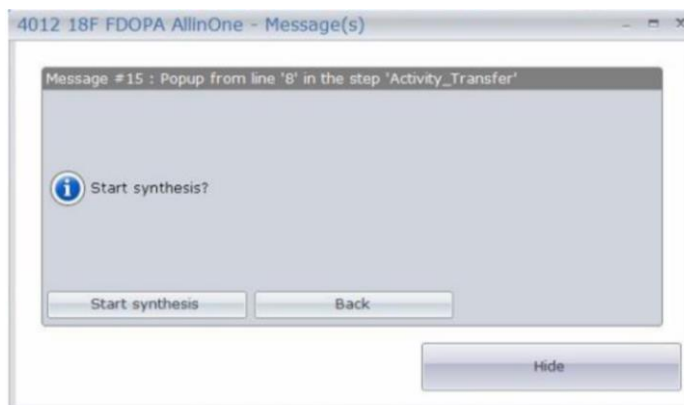 4012 18F FDOPA AllinOne - Message(s)
Message #15 : Popup from line '8' in the step 'Activity_Transfer'
Start synthesis?
Start synthesis
Back
Hide